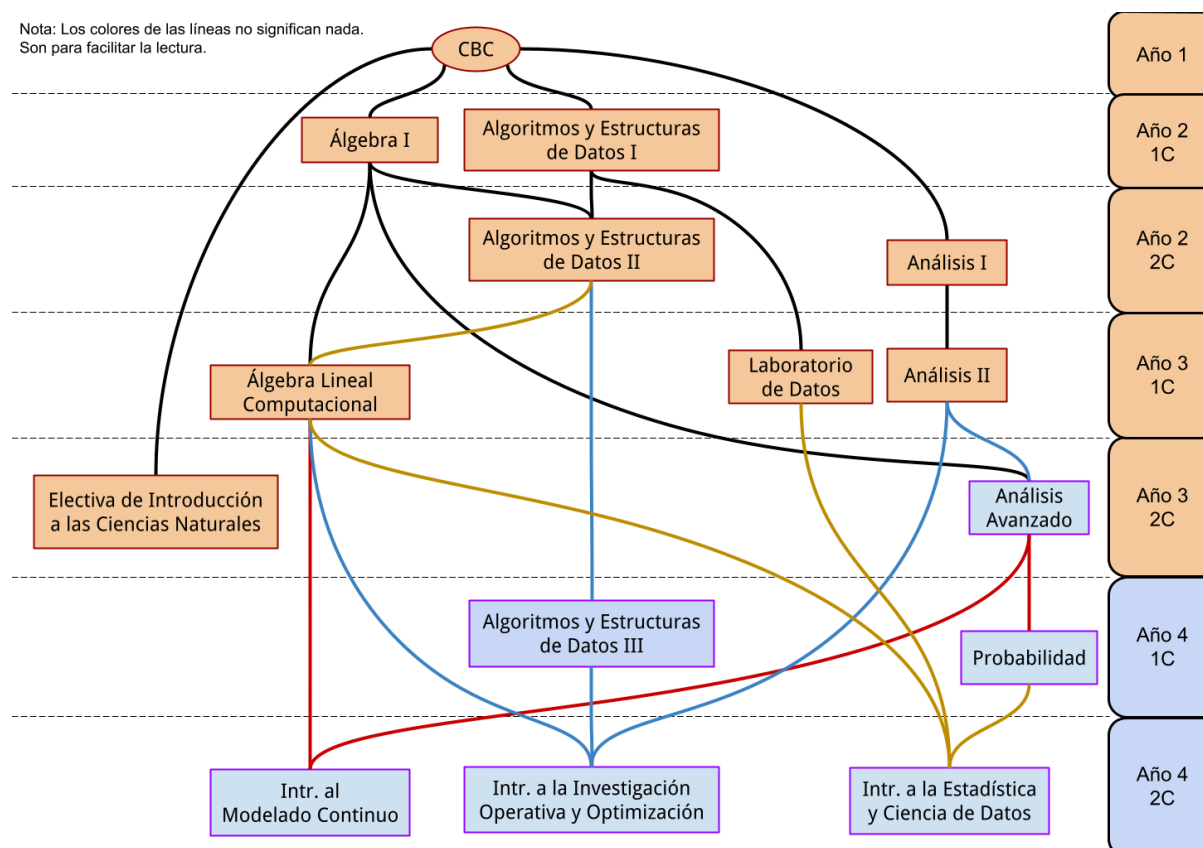 Nota: Los colores de las líneas no significan nada.
Son para facilitar la lectura.
CBC
Año 1
Álgebra I
Algoritmos y Estructuras
de Datos I
Año 2
1C
Algoritmos y Estructuras
de Datos II
Análisis I
Año 2
2C
Álgebra Lineal
Computacional
Laboratorio
de Datos
Análisis II
Año 3
1C
Electiva de Introducción
a las Ciencias Naturales
Análisis
Avanzado
Año 3
2C
Algoritmos y Estructuras
de Datos III
Probabilidad
Año 4
1C
Intr. al
Modelado Continuo
Intr. a la Investigación
Operativa y Optimización
Intr. a la Estadística
y Ciencia de Datos
Año 4
2C